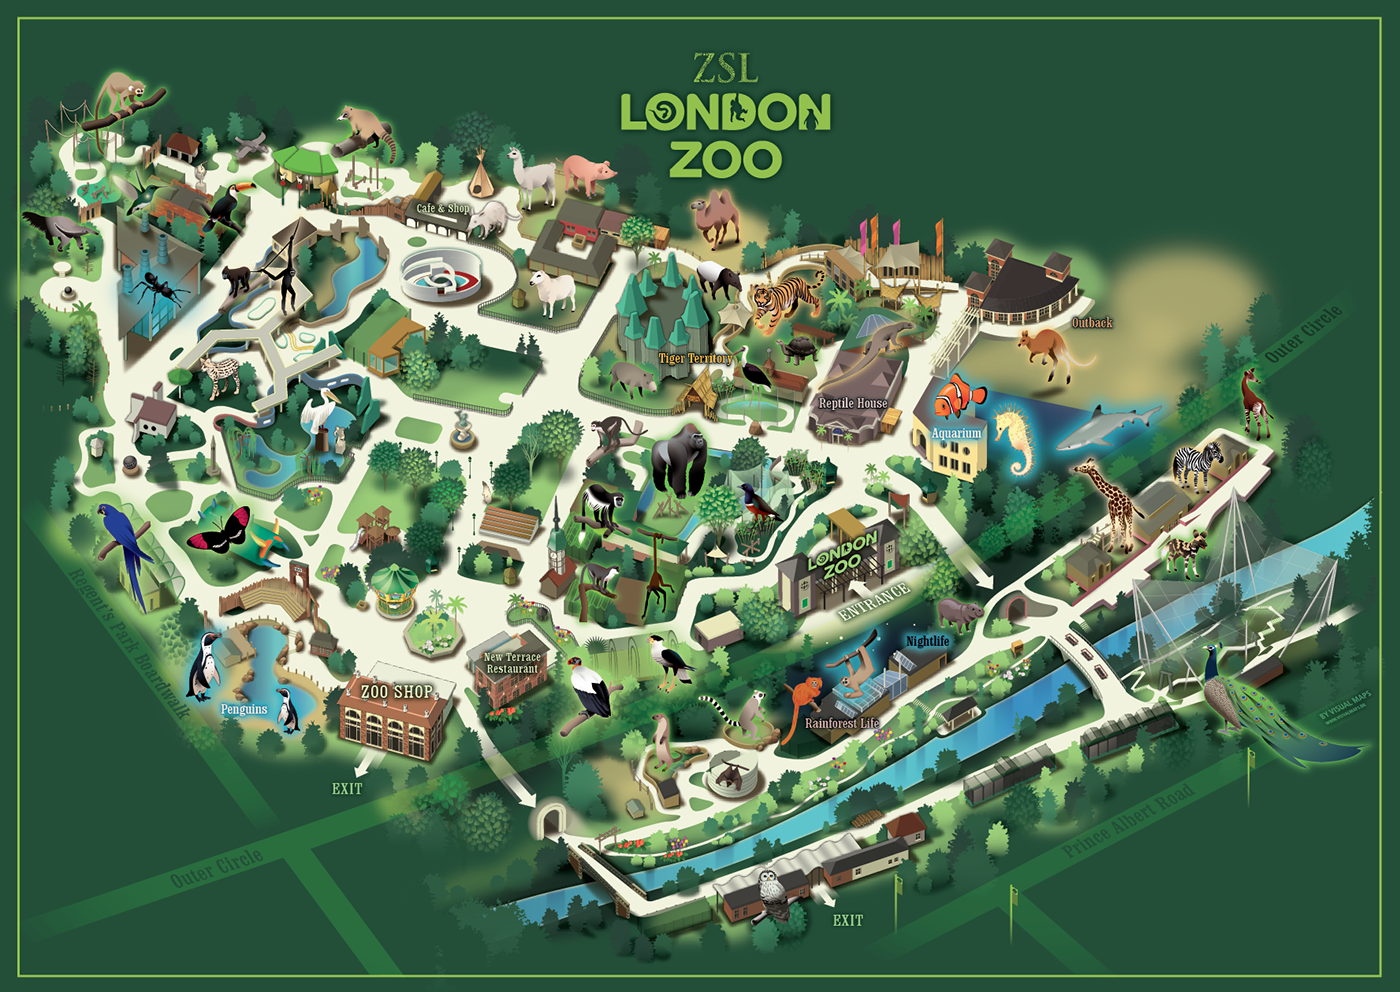 ZSL
LONDON
ZOO
Cafe & Shop
Outback
Outer Circle
Tiger Territory
Reptile House
Aquarium
LONDON
ZOO
ENTRANCE
Regent's Park Boardwalk
Nightlife
New Terrace
Restaurant
ZOO SHOP
Penguins
Rainforest Life
BY VISUAL MAPS
EXIT
Prince Albert Road
Outer Circle
EXIT